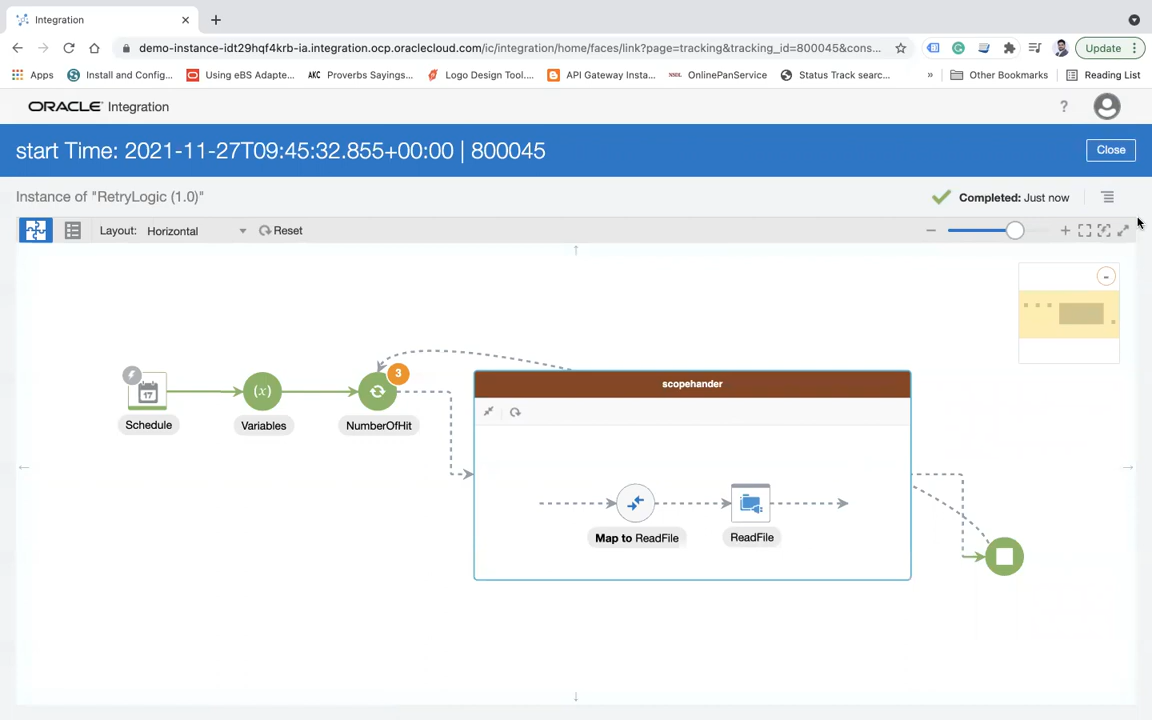 Integration
demo-instance-idt29hqf4krb-ia.integration.ocp.oraclecloud.com/ic/integration/home/faces/link?page=tracking&tracking_id=800045&cons...
Update
Apps
Install and Config...
Using eBS Adapte...
AKC Proverbs Sayings...
Logo Design Tool....
API Gateway Insta...
NSDL OnlinePanService
Status Track searc...
»
Other Bookmarks
Reading List
ORACLE Integration
?
start Time: 2021-11-27T09:45:32.855+00:00 | 800045
Close
Instance of "RetryLogic (1.0)"
Completed: Just now
Layout: Horizontal
Reset
3
scopehander
17
(x)
Schedule
Variables
NumberOfHit
Map to ReadFile
ReadFile